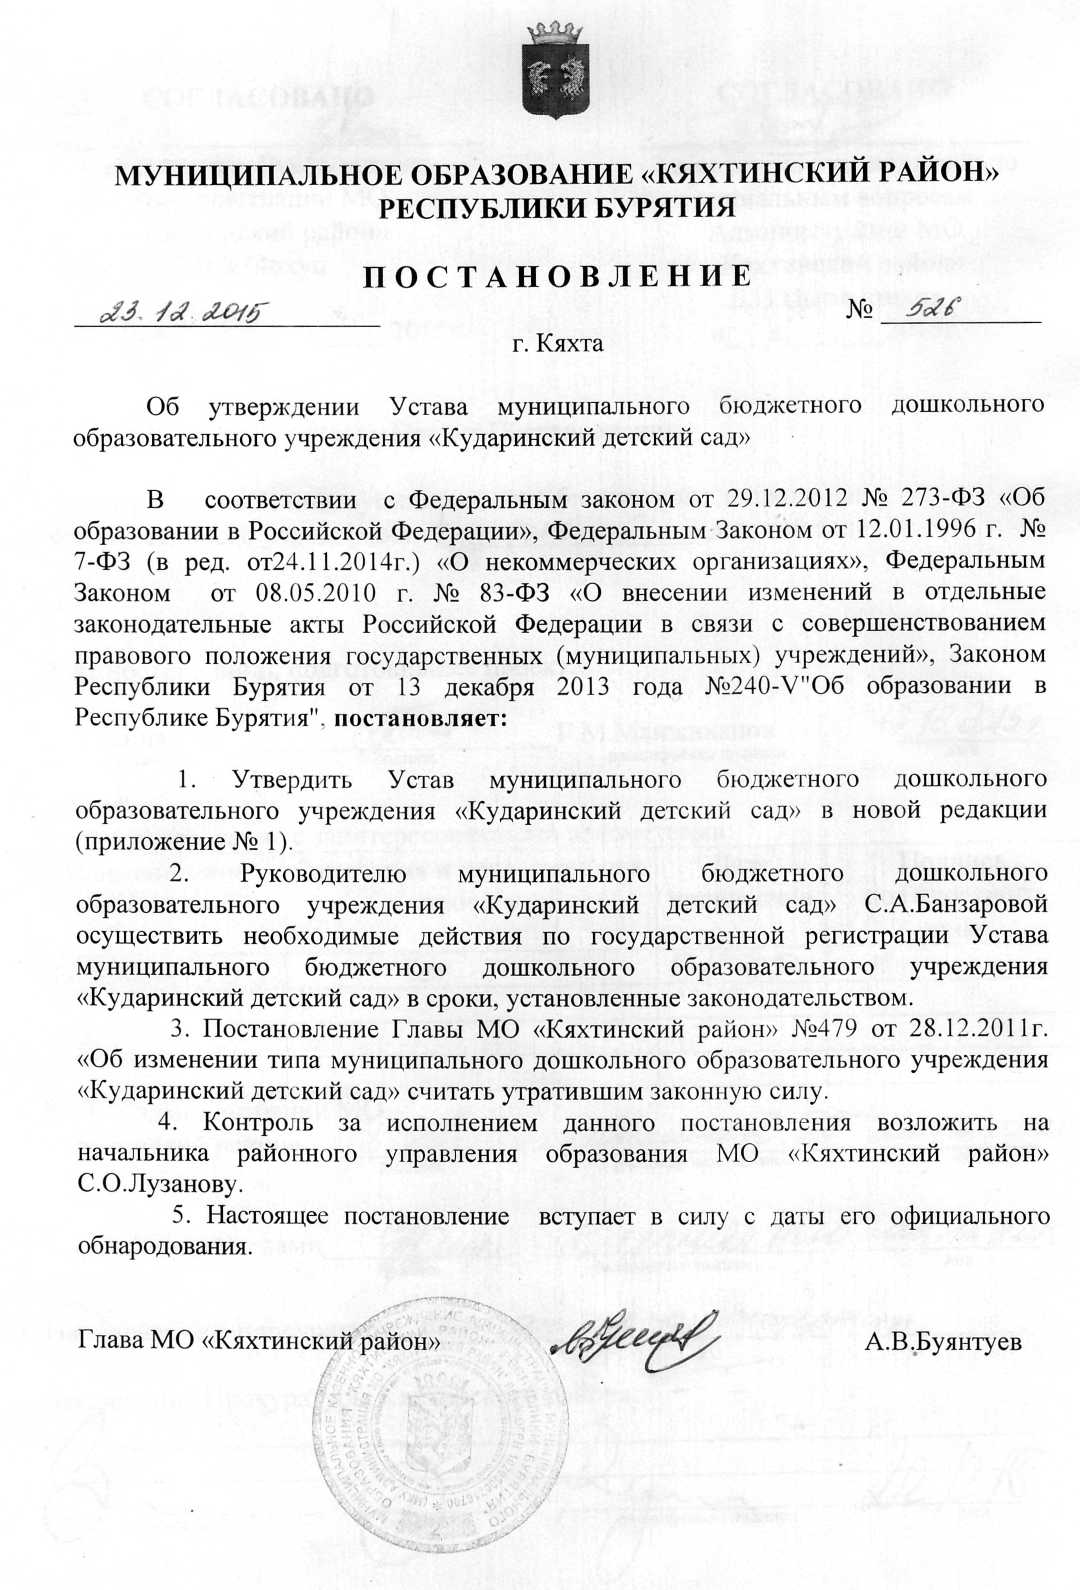 МУНИЦИПАЛЬНОЕ ОБРАЗОВАНИЕ «КЯХТИНСКИЙ РАЙОН»
РЕСПУБЛИКИ БУРЯТИЯ
ПОСТАНОВЛЕНИЕ
23.12.2015 № 526
г. Кяхта
Об утверждении Устава муниципального бюджетного дошкольного
образовательного учреждения «Кударинский детский сад»
В соответствии с Федеральным законом от 29.12.2012 № 273-ФЗ «Об
образовании в Российской Федерации», Федеральным Законом от 12.01.1996 г. №
7-ФЗ (в ред. от24.11.2014г.) «О некоммерческих организациях», Федеральным
Законом от 08.05.2010 г. № 83-ФЗ «О внесении изменений в отдельные
законодательные акты Российской Федерации в связи с совершенствованием
правового положения государственных (муниципальных) учреждений», Законом
Республики Бурятия от 13 декабря 2013 года №240-V"Об образовании в
Республике Бурятия", постановляет:
1. Утвердить Устав муниципального бюджетного дошкольного
образовательного учреждения «Кударинский детский сад» в новой редакции
(приложение № 1).
2. Руководителю муниципального бюджетного дошкольного
образовательного учреждения «Кударинский детский сад» С.А.Банзаровой
осуществить необходимые действия по государственной регистрации Устава
муниципального бюджетного дошкольного образовательного учреждения
«Кударинский детский сад» в сроки, установленные законодательством.
3. Постановление Главы МО «Кяхтинский район» №479 от 28.12.2011г.
«Об изменении типа муниципального дошкольного образовательного учреждения
«Кударинский детский сад» считать утратившим законную силу.
4. Контроль за исполнением данного постановления возложить на
начальника районного управления образования МО «Кяхтинский район»
С.О.Лузанову.
5. Настоящее постановление вступает в силу с даты его официального
обнародования.
Глава МО «Кяхтинский район» А.В.Буянтуев